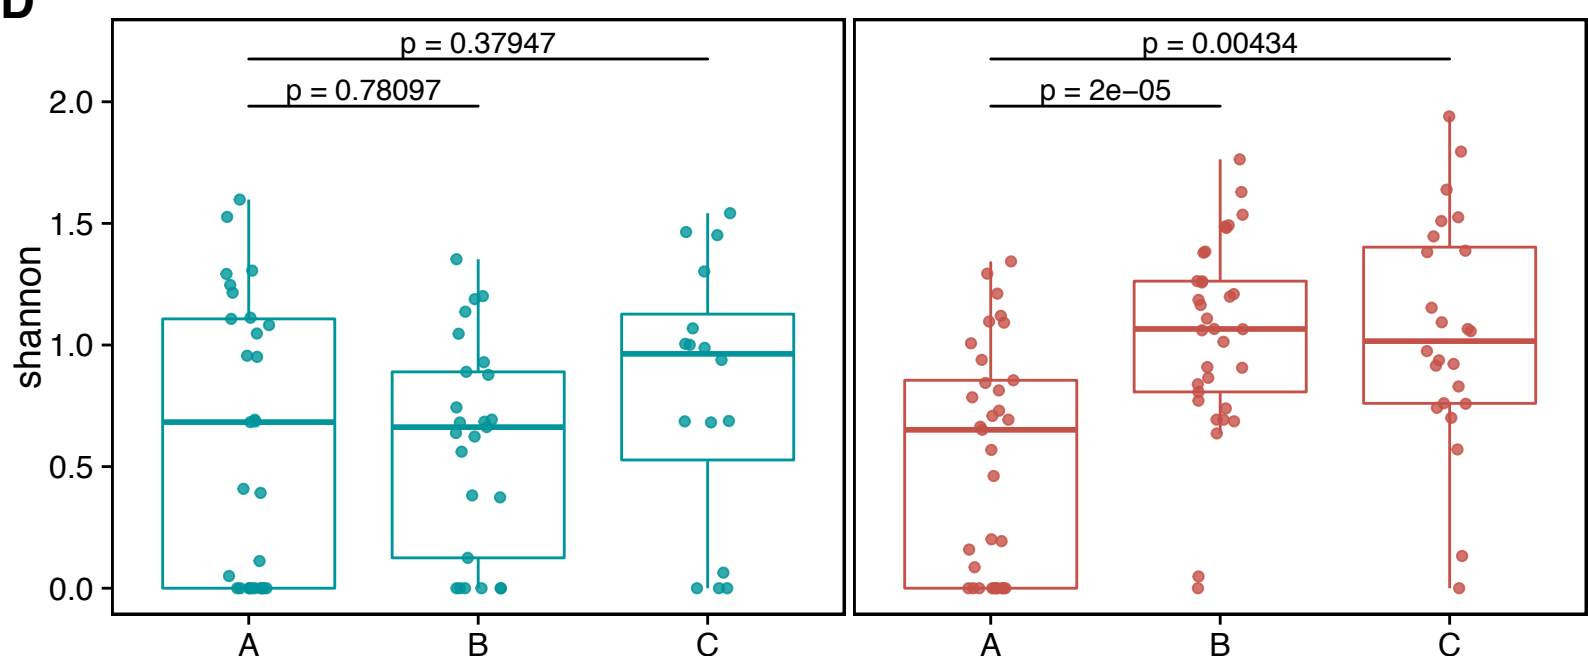 D
p = 0.37947
p = 0.00434
p = 0.78097
p = 2e−05
shannon
2.0
1.5
1.0
0.5
0.0
A B C
A B C